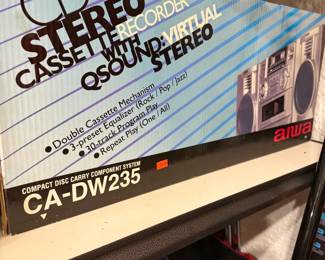 CD
STEREO
CASSETTE RECORDER
WITH
QSOUND: VIRTUAL
STEREO
• Double Cassette Mechanism
• 3-preset Equalizer (Rock / Pop / Jazz)
• 30-track Program Play
• Repeat Play (One / All)
aiwa
COMPACT DISC CARRY COMPONENT SYSTEM
CA-DW235